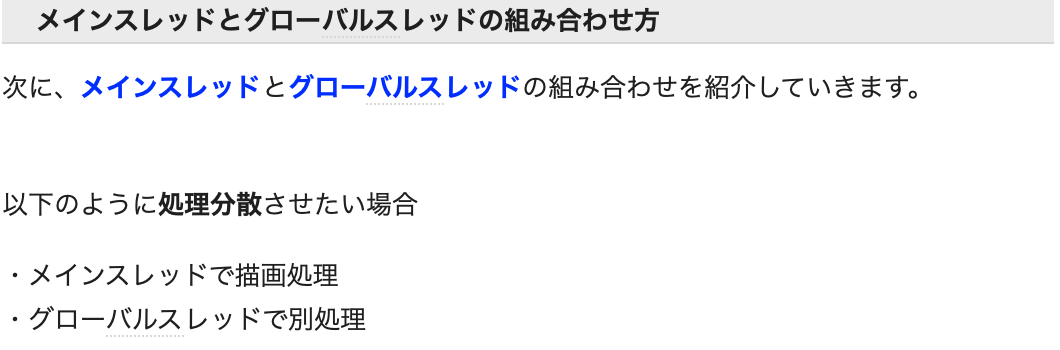 メインスレッドとグローバルスレッドの組み合わせ方
次に、メインスレッドとグローバルスレッドの組み合わせを紹介していきます。
以下のように処理分散させたい場合
・メインスレッドで描画処理
・グローバルスレッドで別処理